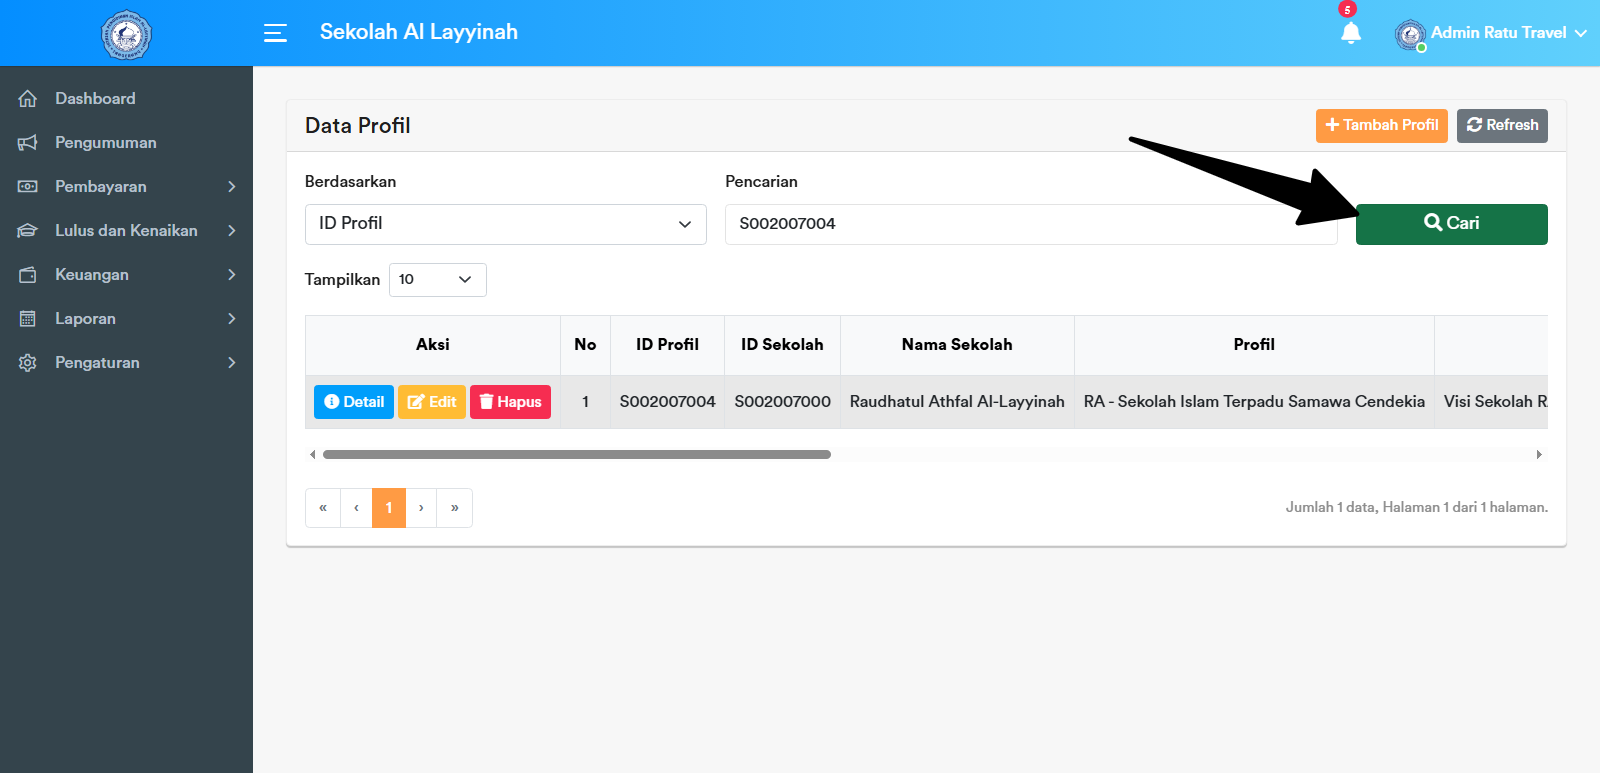 Sekolah Al Layyinah
5
Admin Ratu Travel
Dashboard
Pengumuman
Pembayaran
Lulus dan Kenaikan
Keuangan
Laporan
Pengaturan
Data Profil
Tambah Profil
Refresh
Berdasarkan
Pencarian
ID Profil
S002007004
Cari
Tampilkan 10
Aksi No ID Profil ID Sekolah Nama Sekolah Profil
Detail Edit Hapus 1 S002007004 S002007000 Raudhatul Athfal Al-Layyinah RA - Sekolah Islam Terpadu Samawa Cendekia Visi Sekolah R
« ‹ 1 › »
Jumlah 1 data, Halaman 1 dari 1 halaman.